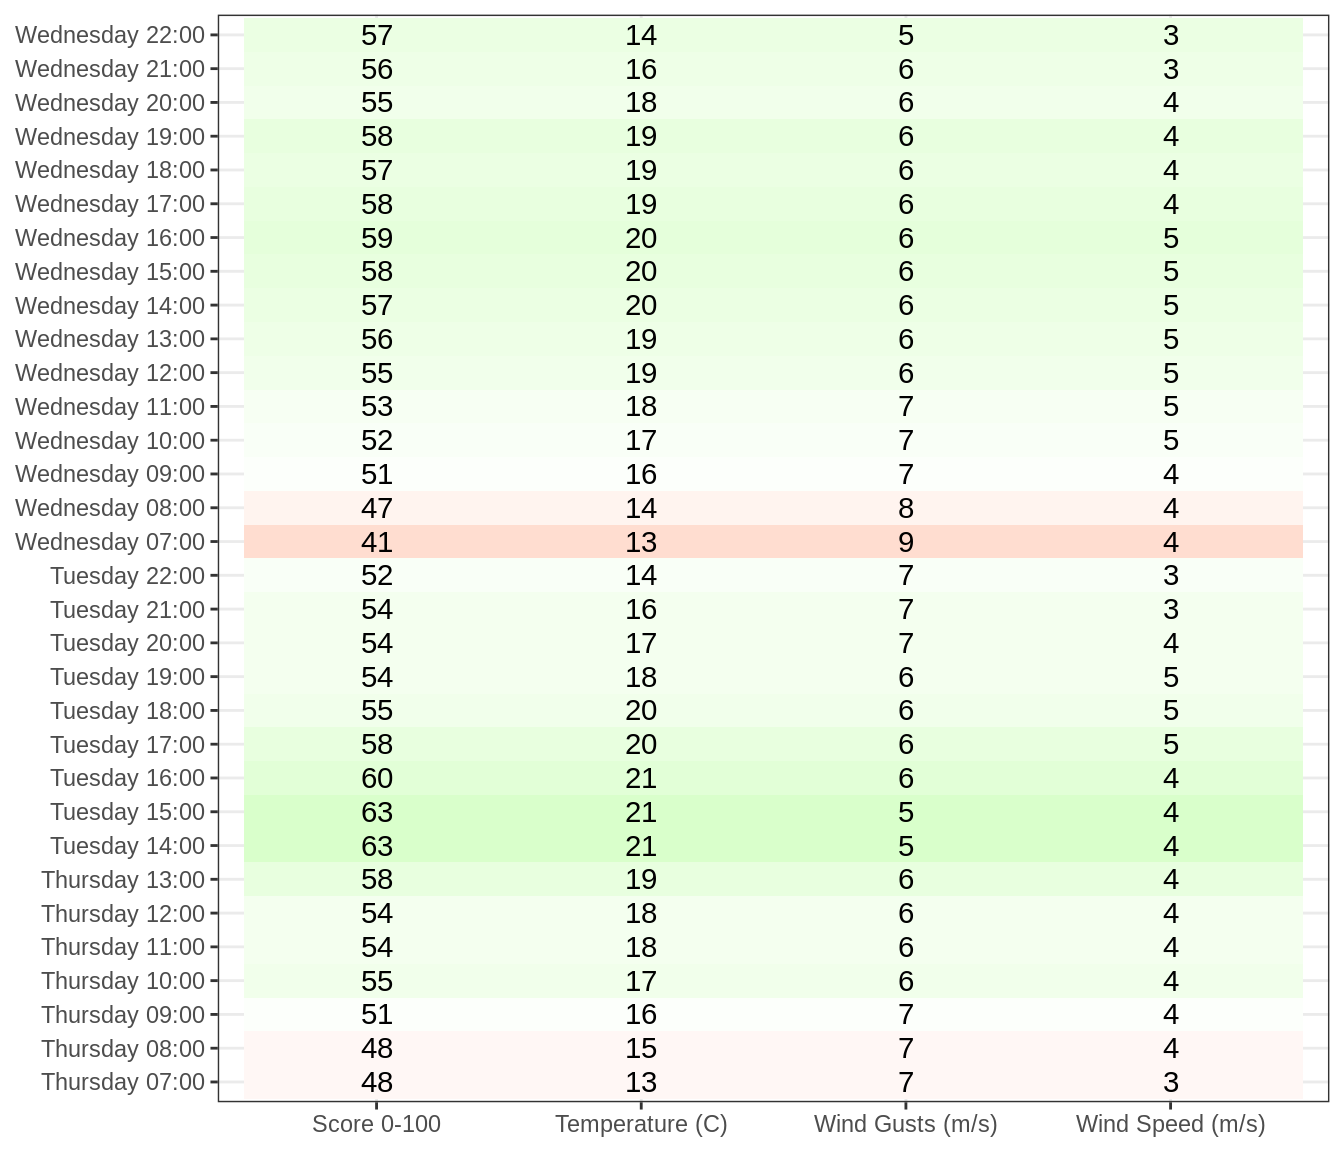 Wednesday 22:00 57 14 5 3
Wednesday 21:00 56 16 6 3
Wednesday 20:00 55 18 6 4
Wednesday 19:00 58 19 6 4
Wednesday 18:00 57 19 6 4
Wednesday 17:00 58 19 6 4
Wednesday 16:00 59 20 6 5
Wednesday 15:00 58 20 6 5
Wednesday 14:00 57 20 6 5
Wednesday 13:00 56 19 6 5
Wednesday 12:00 55 19 6 5
Wednesday 11:00 53 18 7 5
Wednesday 10:00 52 17 7 5
Wednesday 09:00 51 16 7 4
Wednesday 08:00 47 14 8 4
Wednesday 07:00 41 13 9 4
Tuesday 22:00 52 14 7 3
Tuesday 21:00 54 16 7 3
Tuesday 20:00 54 17 7 4
Tuesday 19:00 54 18 6 5
Tuesday 18:00 55 20 6 5
Tuesday 17:00 58 20 6 5
Tuesday 16:00 60 21 6 4
Tuesday 15:00 63 21 5 4
Tuesday 14:00 63 21 5 4
Thursday 13:00 58 19 6 4
Thursday 12:00 54 18 6 4
Thursday 11:00 54 18 6 4
Thursday 10:00 55 17 6 4
Thursday 09:00 51 16 7 4
Thursday 08:00 48 15 7 4
Thursday 07:00 48 13 7 3
Score 0-100 Temperature (C) Wind Gusts (m/s) Wind Speed (m/s)